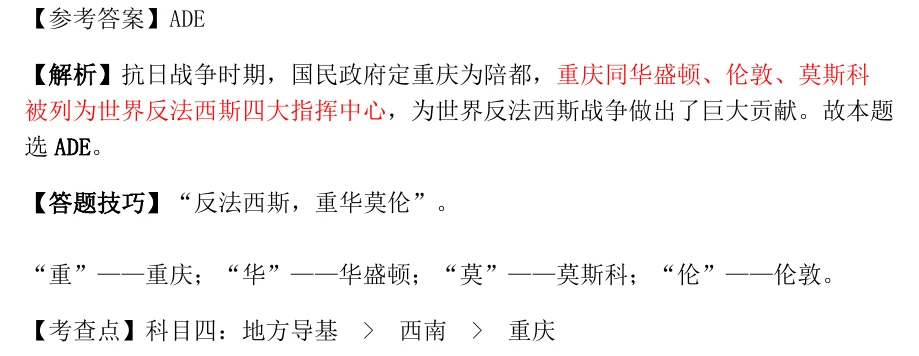 【参考答案】ADE
【解析】抗日战争时期，国民政府定重庆为陪都，重庆同华盛顿、伦敦、莫斯科
被列为世界反法西斯四大指挥中心，为世界反法西斯战争做出了巨大贡献。故本题
选 ADE。
【答题技巧】“反法西斯，重华莫伦”。
“重”——重庆；“华”——华盛顿；“莫”——莫斯科；“伦”——伦敦。
【考查点】科目四：地方导基 > 西南 > 重庆